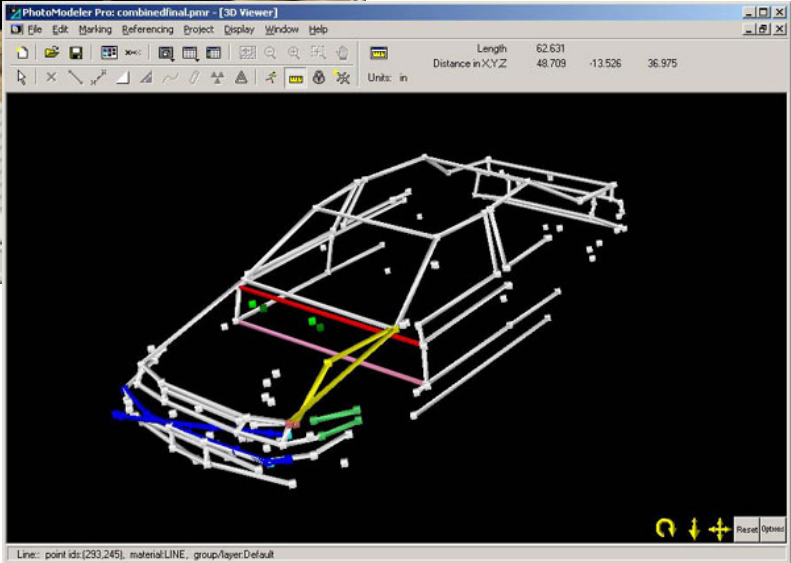 PhotoModeler Pro: combinedfinal.pmr - [3D Viewer]
File Edit Marking Referencing Project Display Window Help
Length 62.631
Distance in X,Y,Z 48.709 -13.526 36.975
Units: in
Reset Options
Line:: point ids:(293,245), material:LINE, group/layer:Default